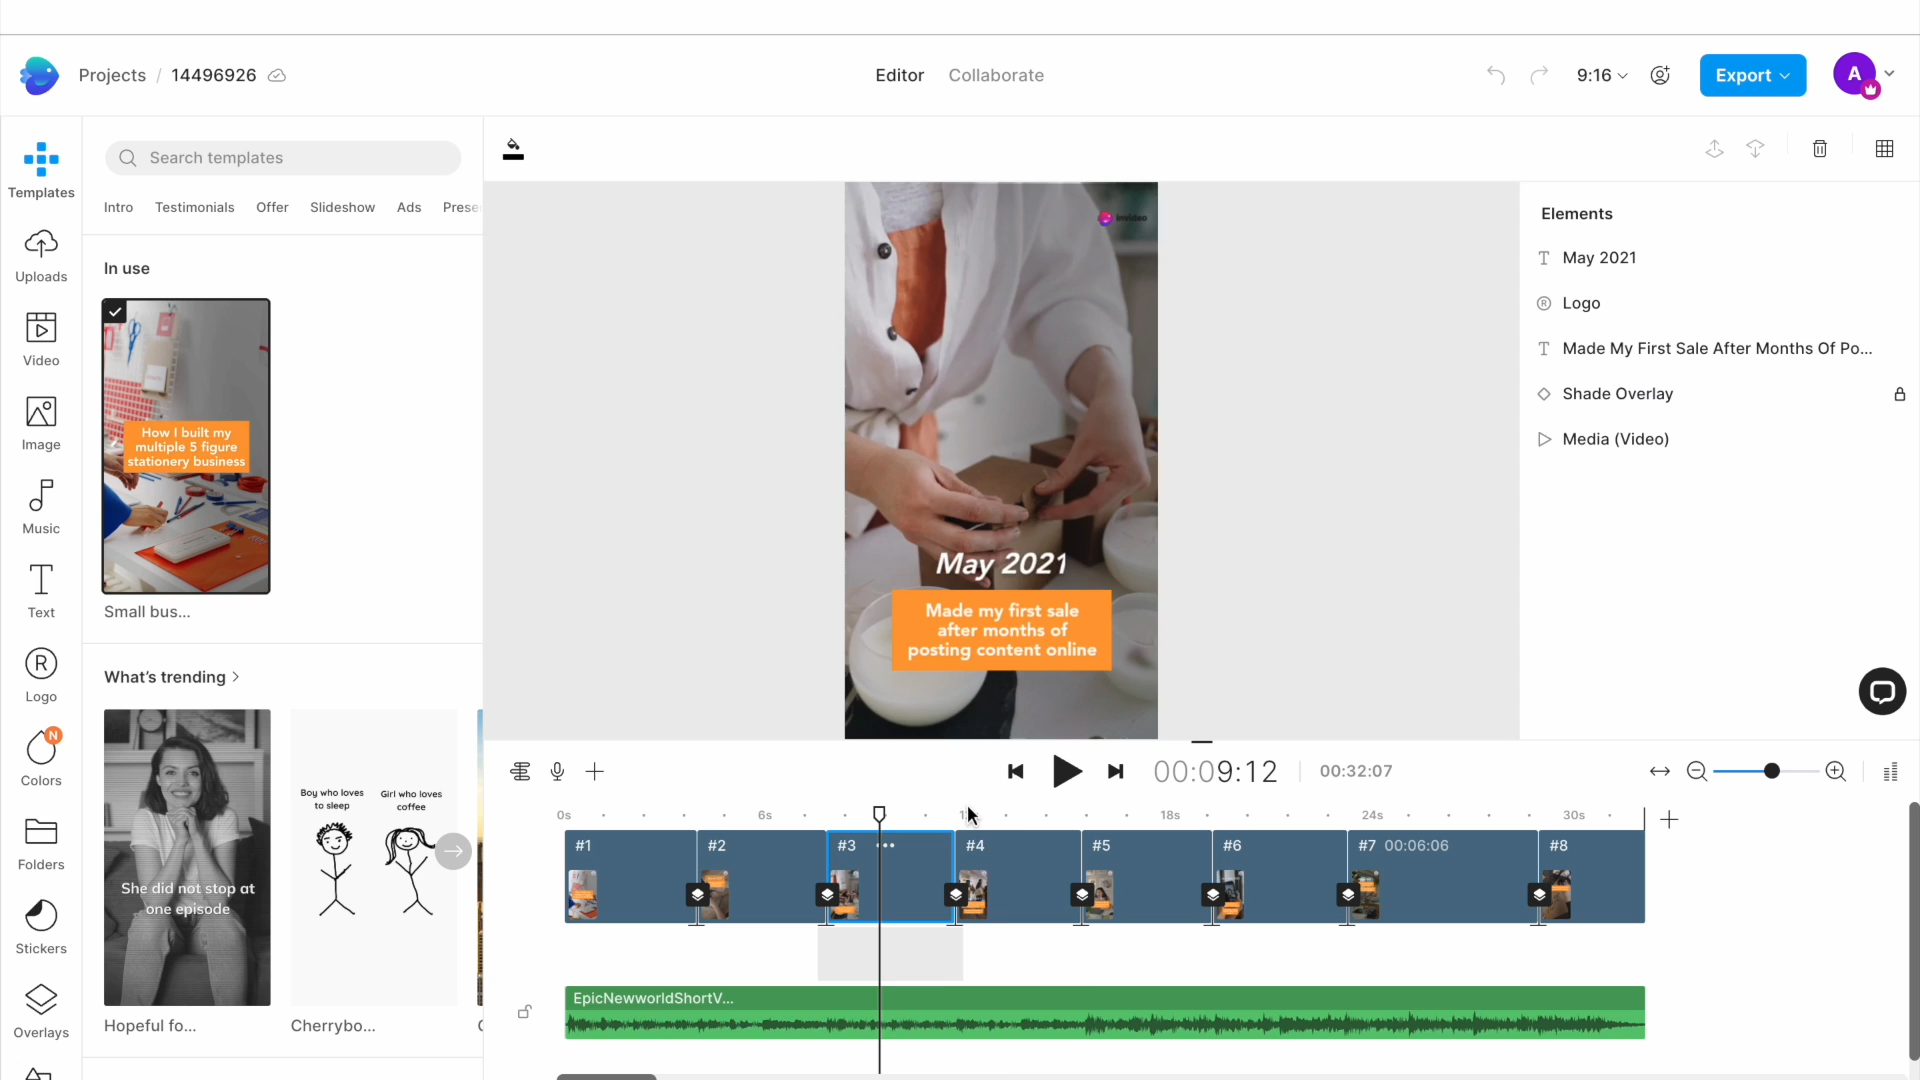 Projects / 14496926
Editor
Collaborate
9:16
Export
A
Templates
Uploads
Video
Image
Music
Text
Logo
N
Colors
Folders
Stickers
Overlays
Search templates
Intro
Testimonials
Offer
Slideshow
Ads
Prese
In use
How I built my
multiple 5 figure
stationery business
Small bus...
What's trending >
She did not stop at
one episode
Hopeful fo...
Boy who loves
to sleep
Girl who loves
coffee
Cherrybo...
invideo
May 2021
Made my first sale
after months of
posting content online
Elements
May 2021
Logo
Made My First Sale After Months Of Po...
Shade Overlay
Media (Video)
00:09:12
00:32:07
0s
6s
18s
24s
30s
#1
#2
#3
#4
#5
#6
#7 00:06:06
#8
EpicNewworldShortV...